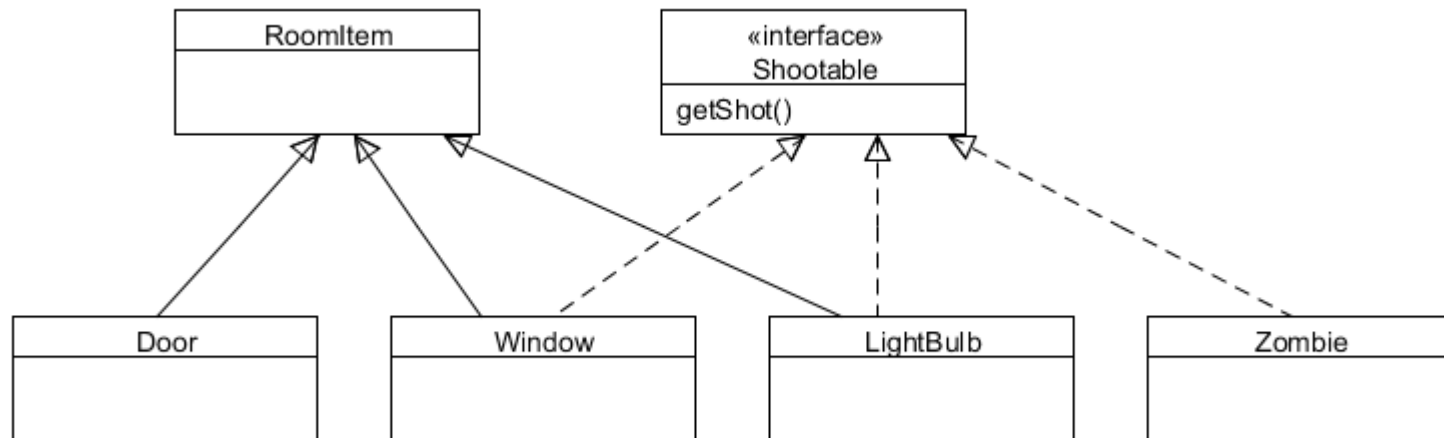 RoomItem
«interface»
Shootable
getShot()
Door
Window
LightBulb
Zombie